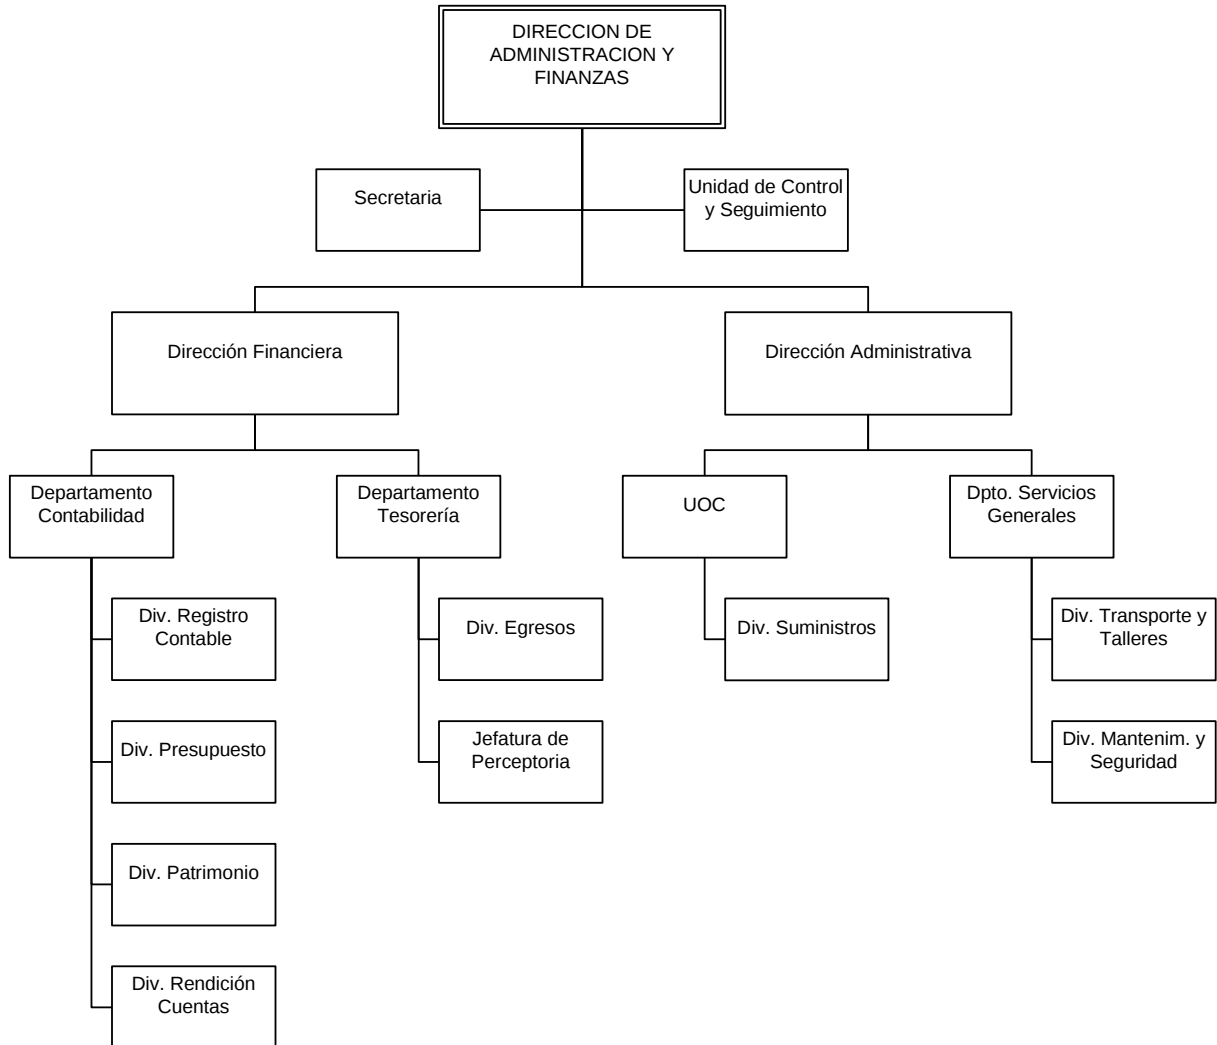 DIRECCION DE
ADMINISTRACION Y
FINANZAS
Secretaria
Unidad de Control
y Seguimiento
Dirección Financiera
Dirección Administrativa
Departamento
Contabilidad
Departamento
Tesorería
UOC
Dpto. Servicios
Generales
Div. Registro
Contable
Div. Egresos
Div. Suministros
Div. Transporte y
Talleres
Div. Presupuesto
Jefatura de
Perceptoria
Div. Mantenim. y
Seguridad
Div. Patrimonio
Div. Rendición
Cuentas